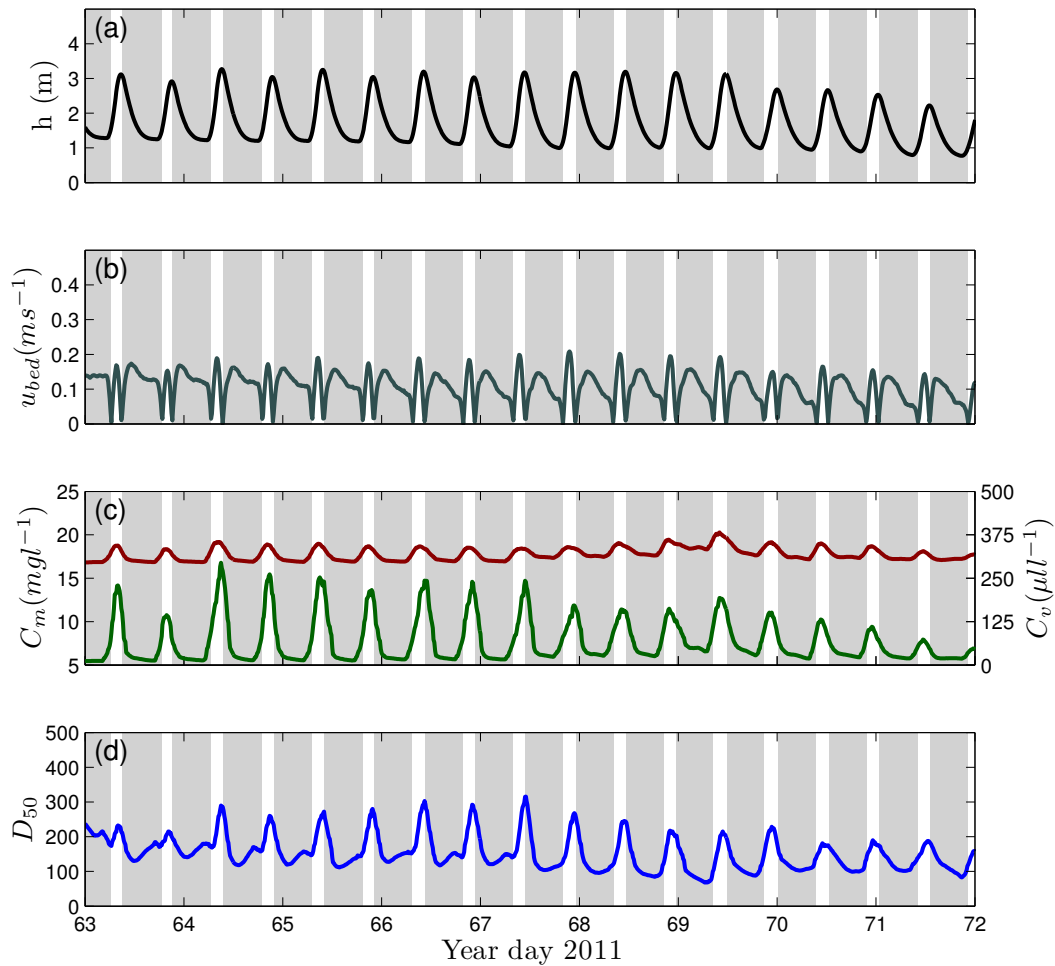 (a)
5
4
3
2
1
0
h (m)
(b)
0.4
0.3
0.2
0.1
0
u_bed(ms⁻¹)
(c)
25
20
15
10
5
C_m(mgl⁻¹)
500
375
250
125
0
C_v(μll⁻¹)
(d)
500
400
300
200
100
0
D₅₀
63 64 65 66 67 68 69 70 71 72
Year day 2011